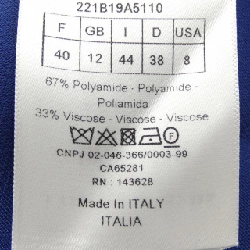 221B19A5110
F GB I D USA
40 12 44 38 8
67% Polyamide - Polyamide -
Poliamida
33% Viscose - Viscose - Viscose
CNPJ 02-046-366/0003-99
CA65281
RN : 143628
Made In ITALY
ITALIA